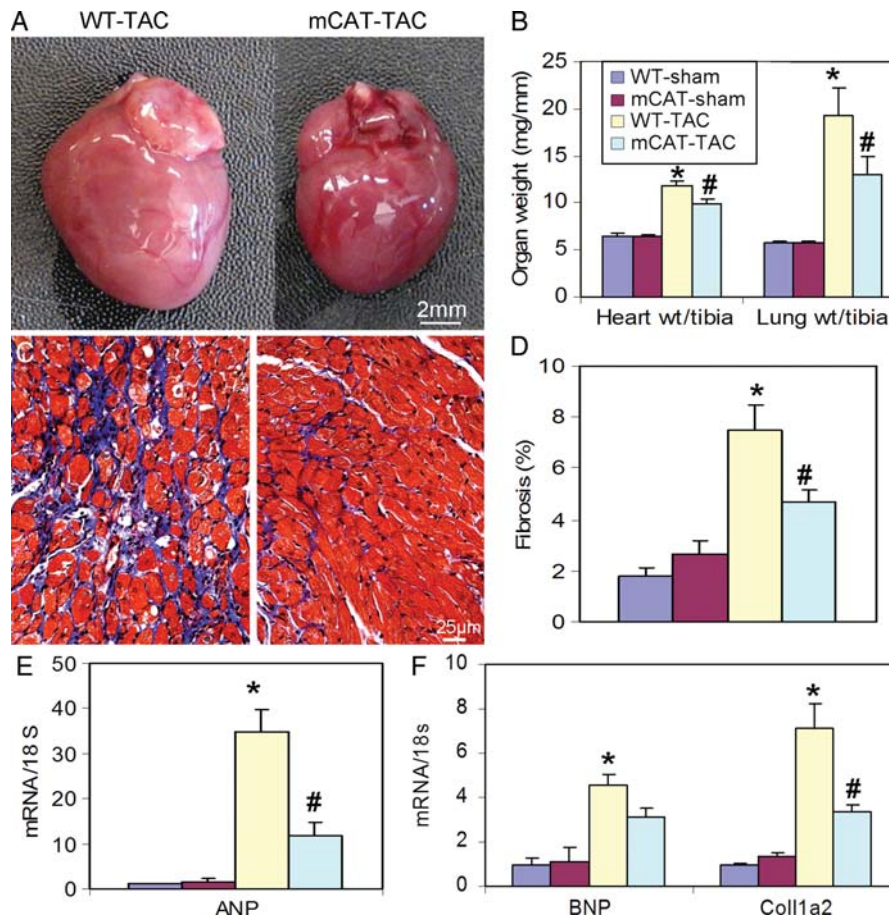 A
WT-TAC
mCAT-TAC
2mm
B
Organ weight (mg/mm)
25
20
15
10
5
0
WT-sham
mCAT-sham
WT-TAC
mCAT-TAC
*
#
*
#
Heart wt/tibia
Lung wt/tibia
C
25µm
D
Fibrosis (%)
10
8
6
4
2
0
*
#
E
mRNA/18 S
50
40
30
20
10
0
*
#
ANP
F
mRNA/18s
10
8
6
4
2
0
*
*
#
BNP
Coll1a2